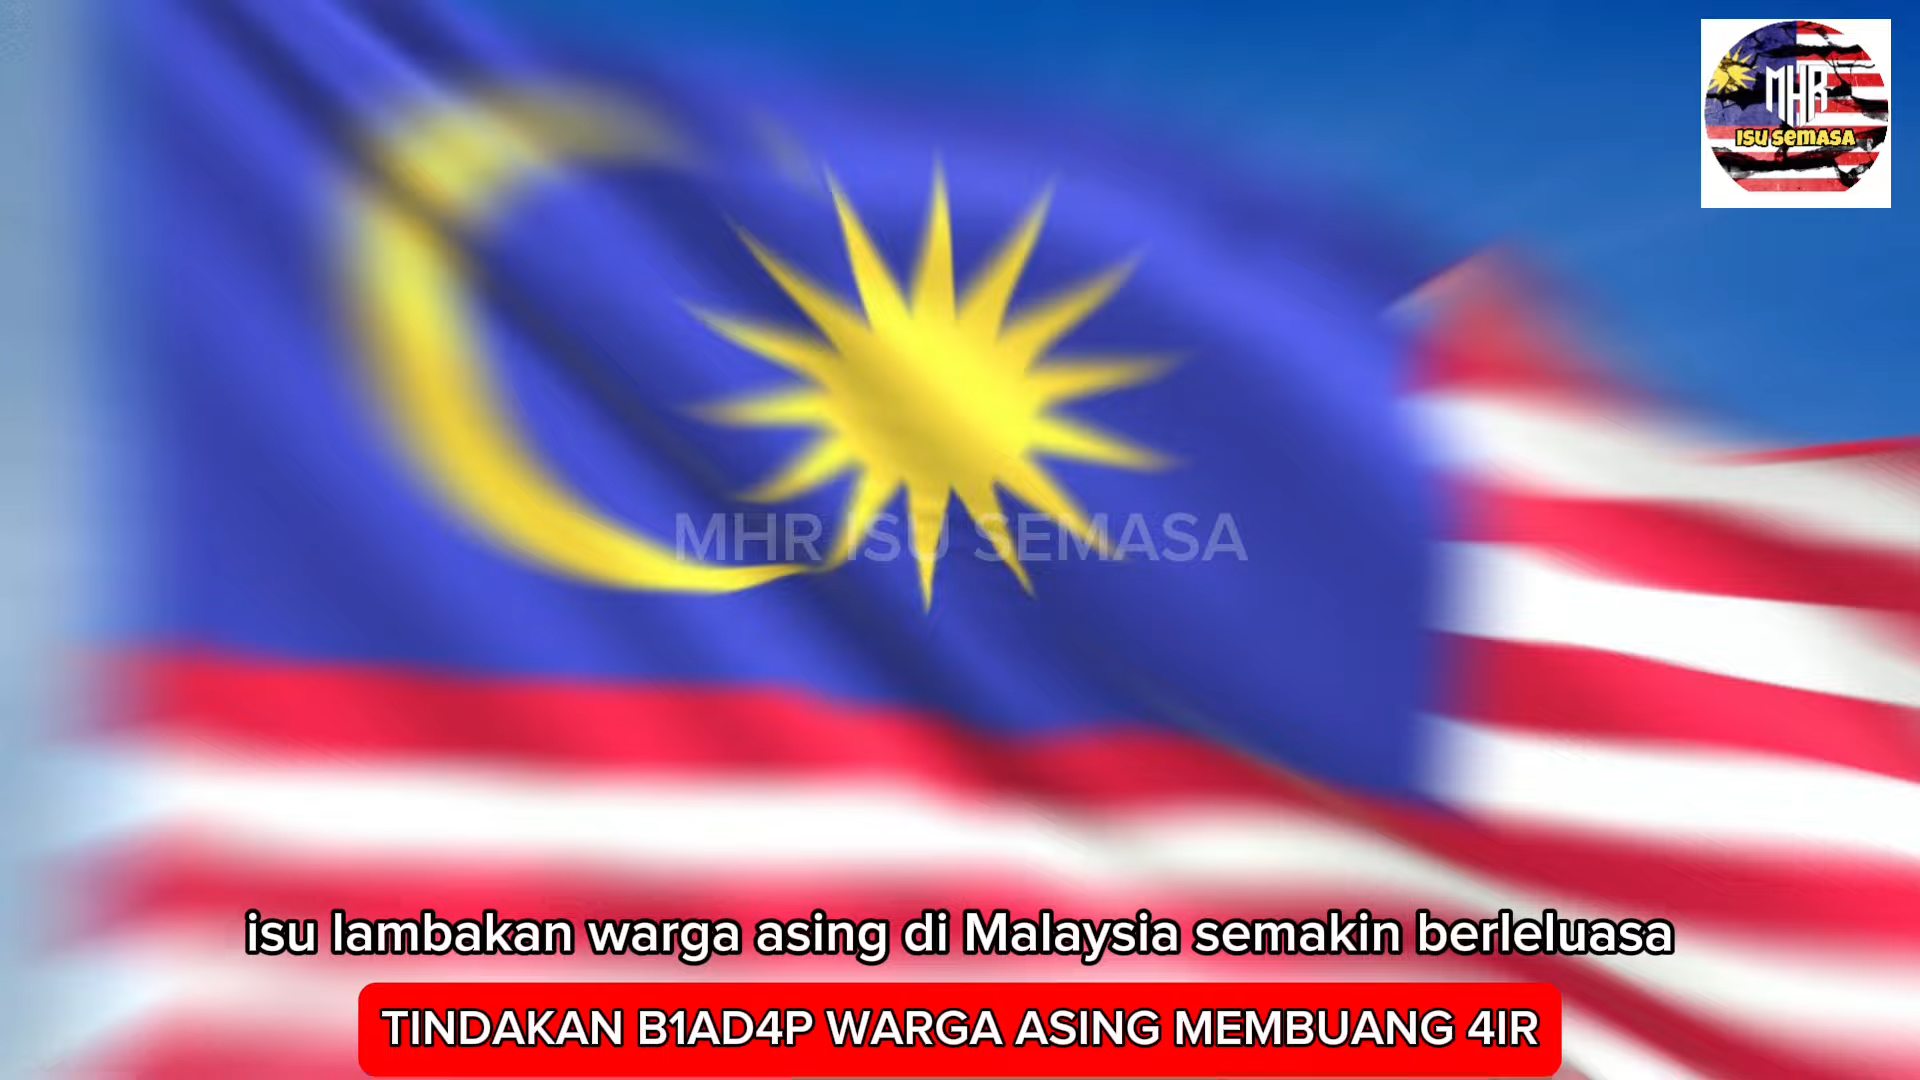 MHR
ISU SEMASA
MHR ISU SEMASA
isu lambakan warga asing di Malaysia semakin berleluasa
TINDAKAN B1AD4P WARGA ASING MEMBUANG 4IR